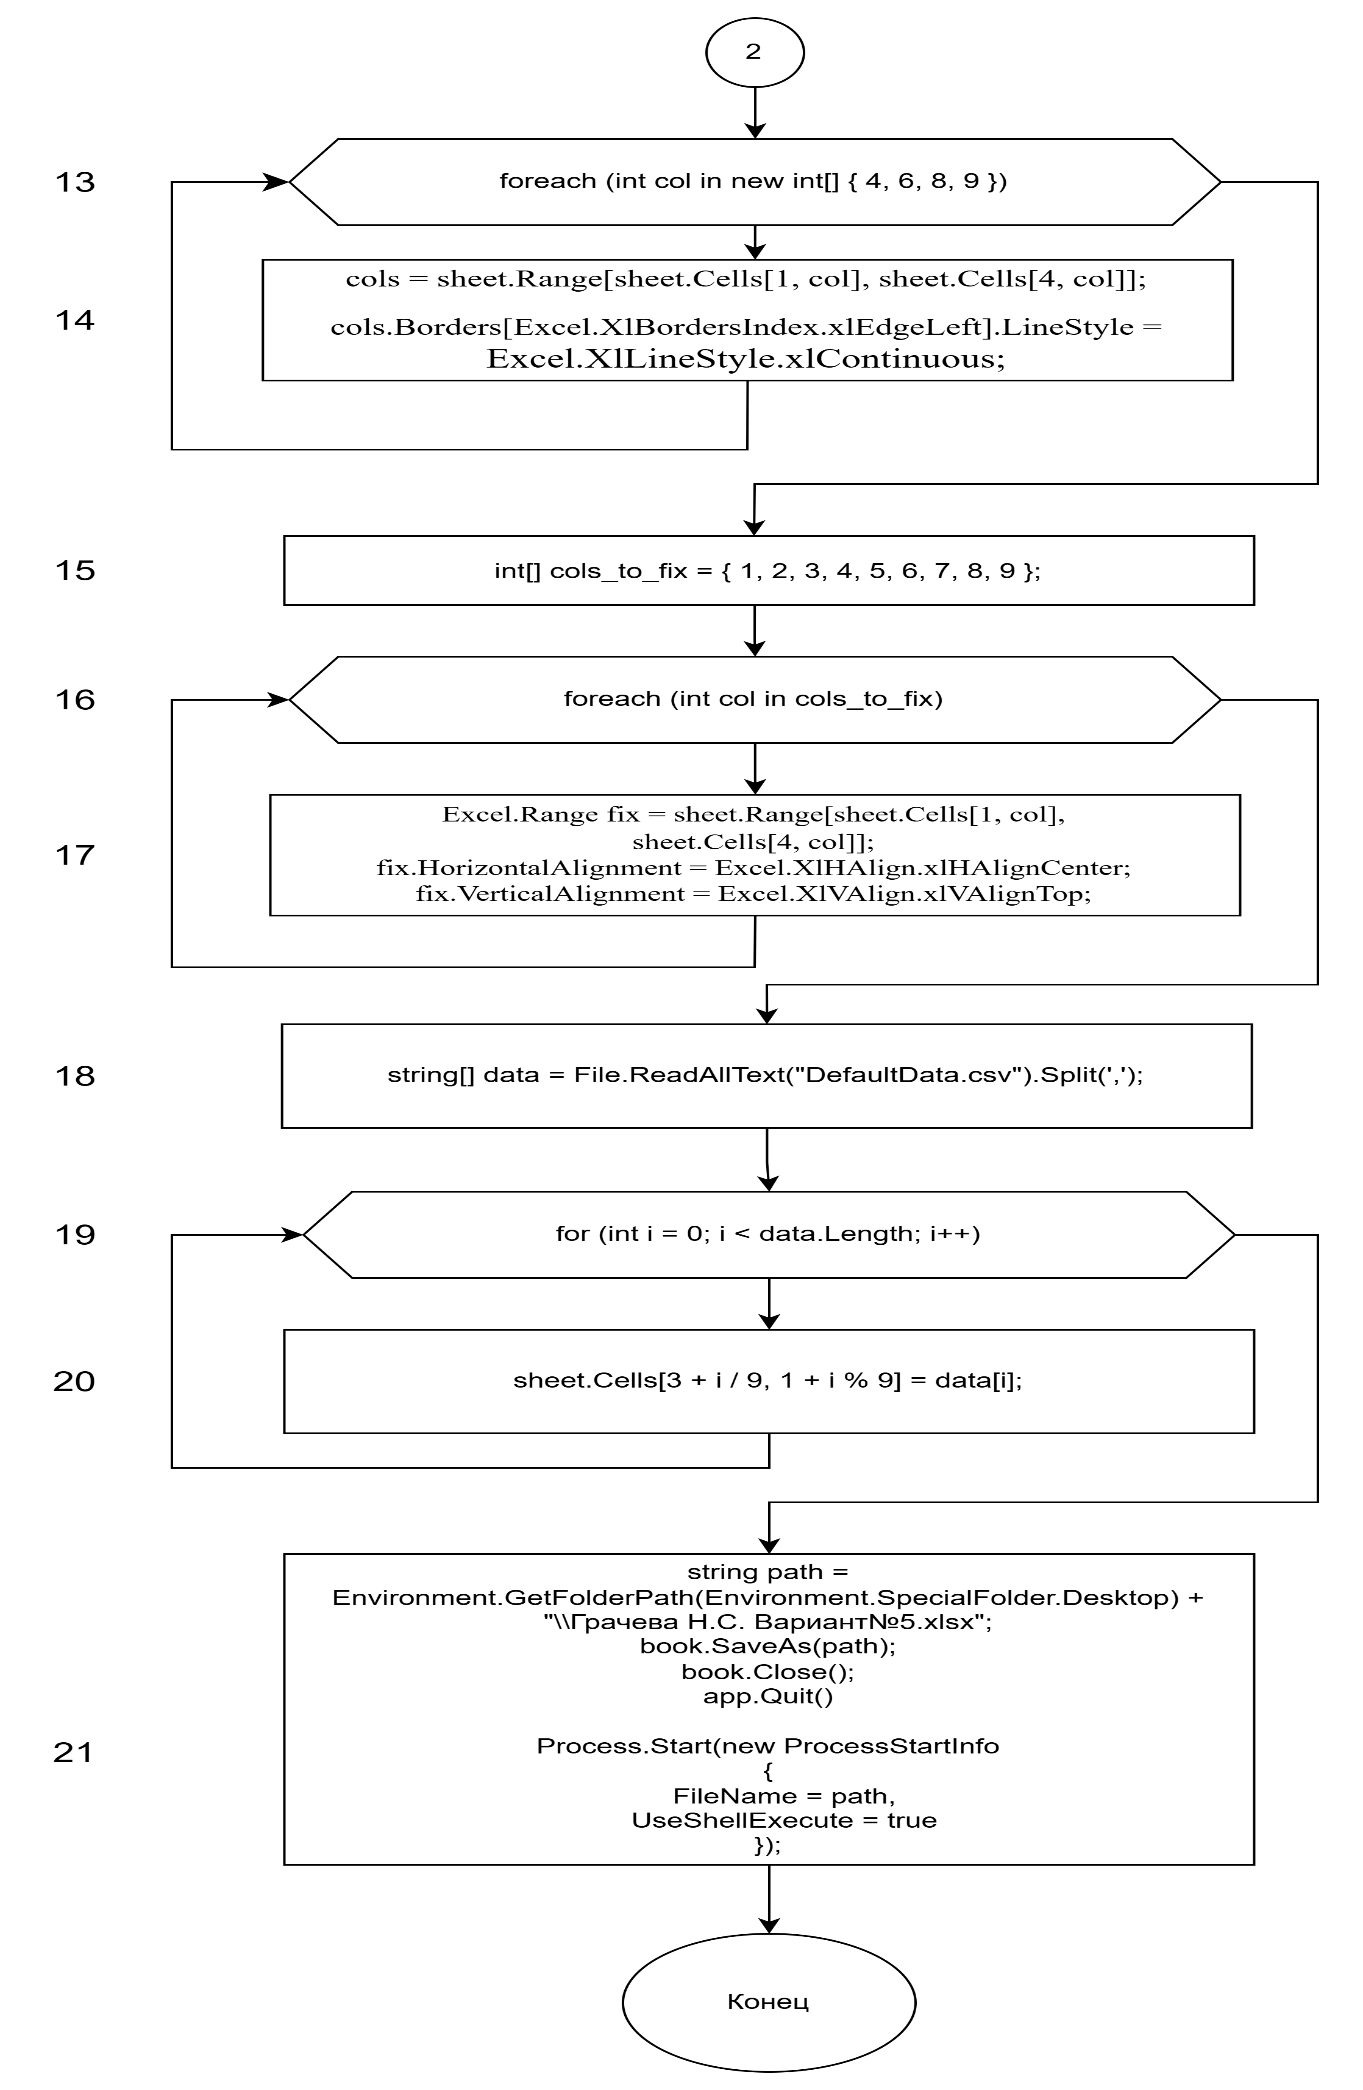 2
13
foreach (int col in new int[] { 4, 6, 8, 9 })
14
cols = sheet.Range[sheet.Cells[1, col], sheet.Cells[4, col]];
cols.Borders[Excel.XlBordersIndex.xlEdgeLeft].LineStyle =
Excel.XlLineStyle.xlContinuous;
15
int[] cols_to_fix = { 1, 2, 3, 4, 5, 6, 7, 8, 9 };
16
foreach (int col in cols_to_fix)
17
Excel.Range fix = sheet.Range[sheet.Cells[1, col],
sheet.Cells[4, col]];
fix.HorizontalAlignment = Excel.XlHAlign.xlHAlignCenter;
fix.VerticalAlignment = Excel.XlVAlign.xlVAlignTop;
18
string[] data = File.ReadAllText("DefaultData.csv").Split(',');
19
for (int i = 0; i < data.Length; i++)
20
sheet.Cells[3 + i / 9, 1 + i % 9] = data[i];
21
string path =
Environment.GetFolderPath(Environment.SpecialFolder.Desktop) +
"\\Грачева Н.С. Вариант№5.xlsx";
book.SaveAs(path);
book.Close();
app.Quit()
Process.Start(new ProcessStartInfo
{
FileName = path,
UseShellExecute = true
});
Конец